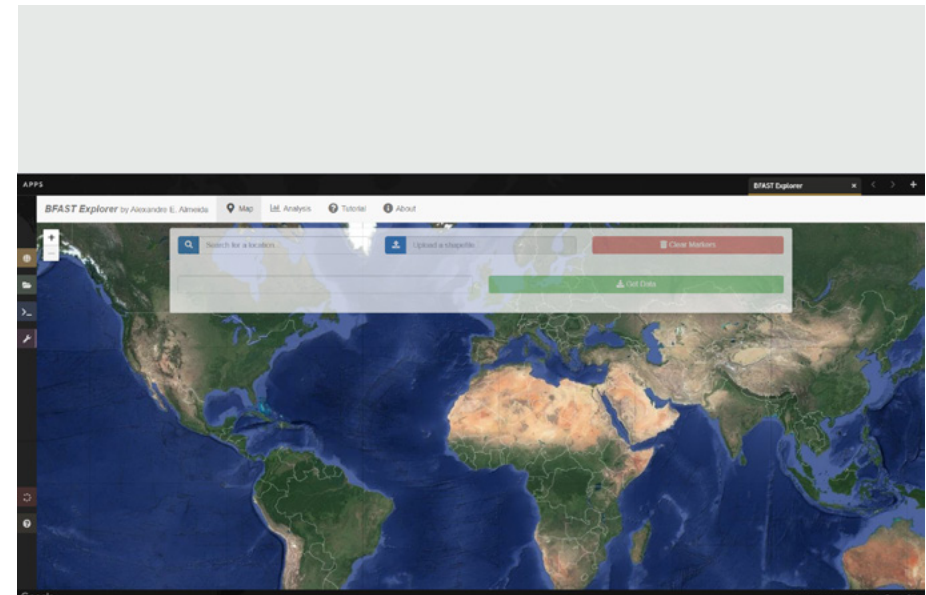 APPS
BFAST Explorer
BFAST Explorer by Alexandre E. Almeida
Map
Analysis
Tutorial
About
Search for a location...
Upload a shapefile...
Clear Markers
Get Data